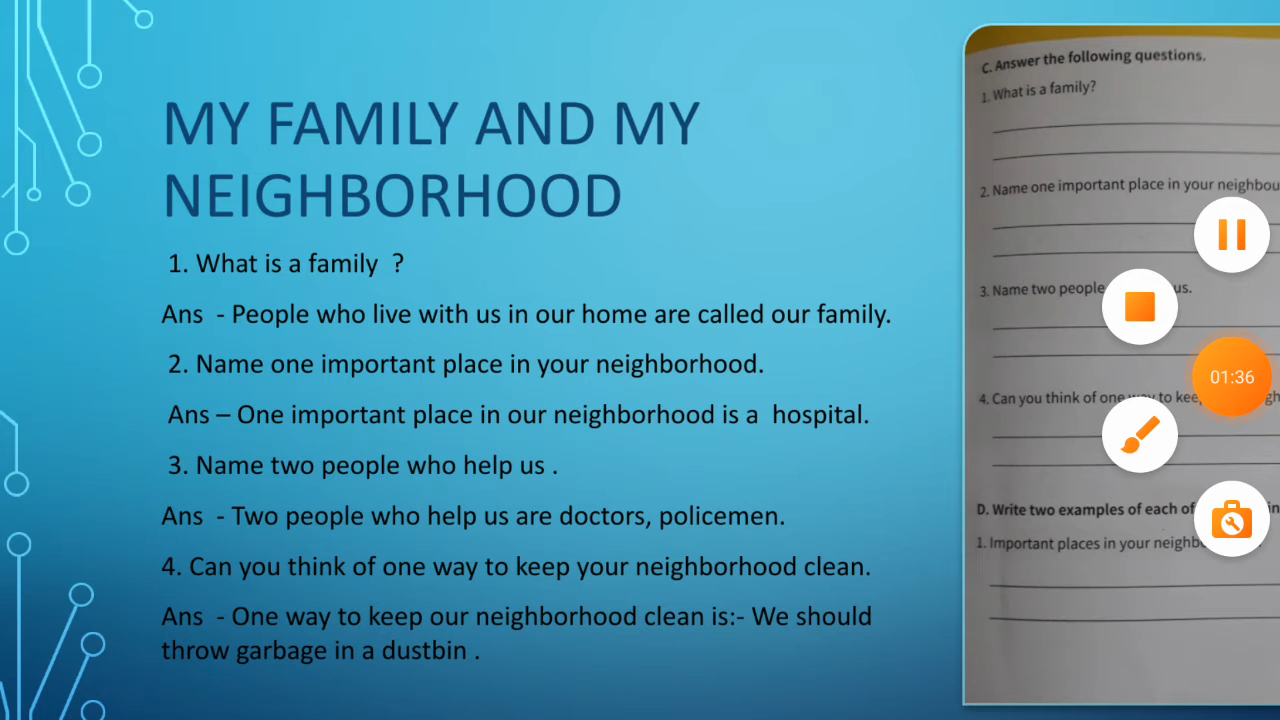 MY FAMILY AND MY
NEIGHBORHOOD
1. What is a family  ?
Ans  - People who live with us in our home are called our family.
2. Name one important place in your neighborhood.
Ans – One important place in our neighborhood is a  hospital.
3. Name two people who help us .
Ans  - Two people who help us are doctors, policemen.
4. Can you think of one way to keep your neighborhood clean.
Ans  - One way to keep our neighborhood clean is:- We should
throw garbage in a dustbin .
C. Answer the following questions.
1. What is a family?
2. Name one important place in your
3. Name two people us.
4. Can you think of one to
D. Write two examples of each of
1. Important places in your
01:36